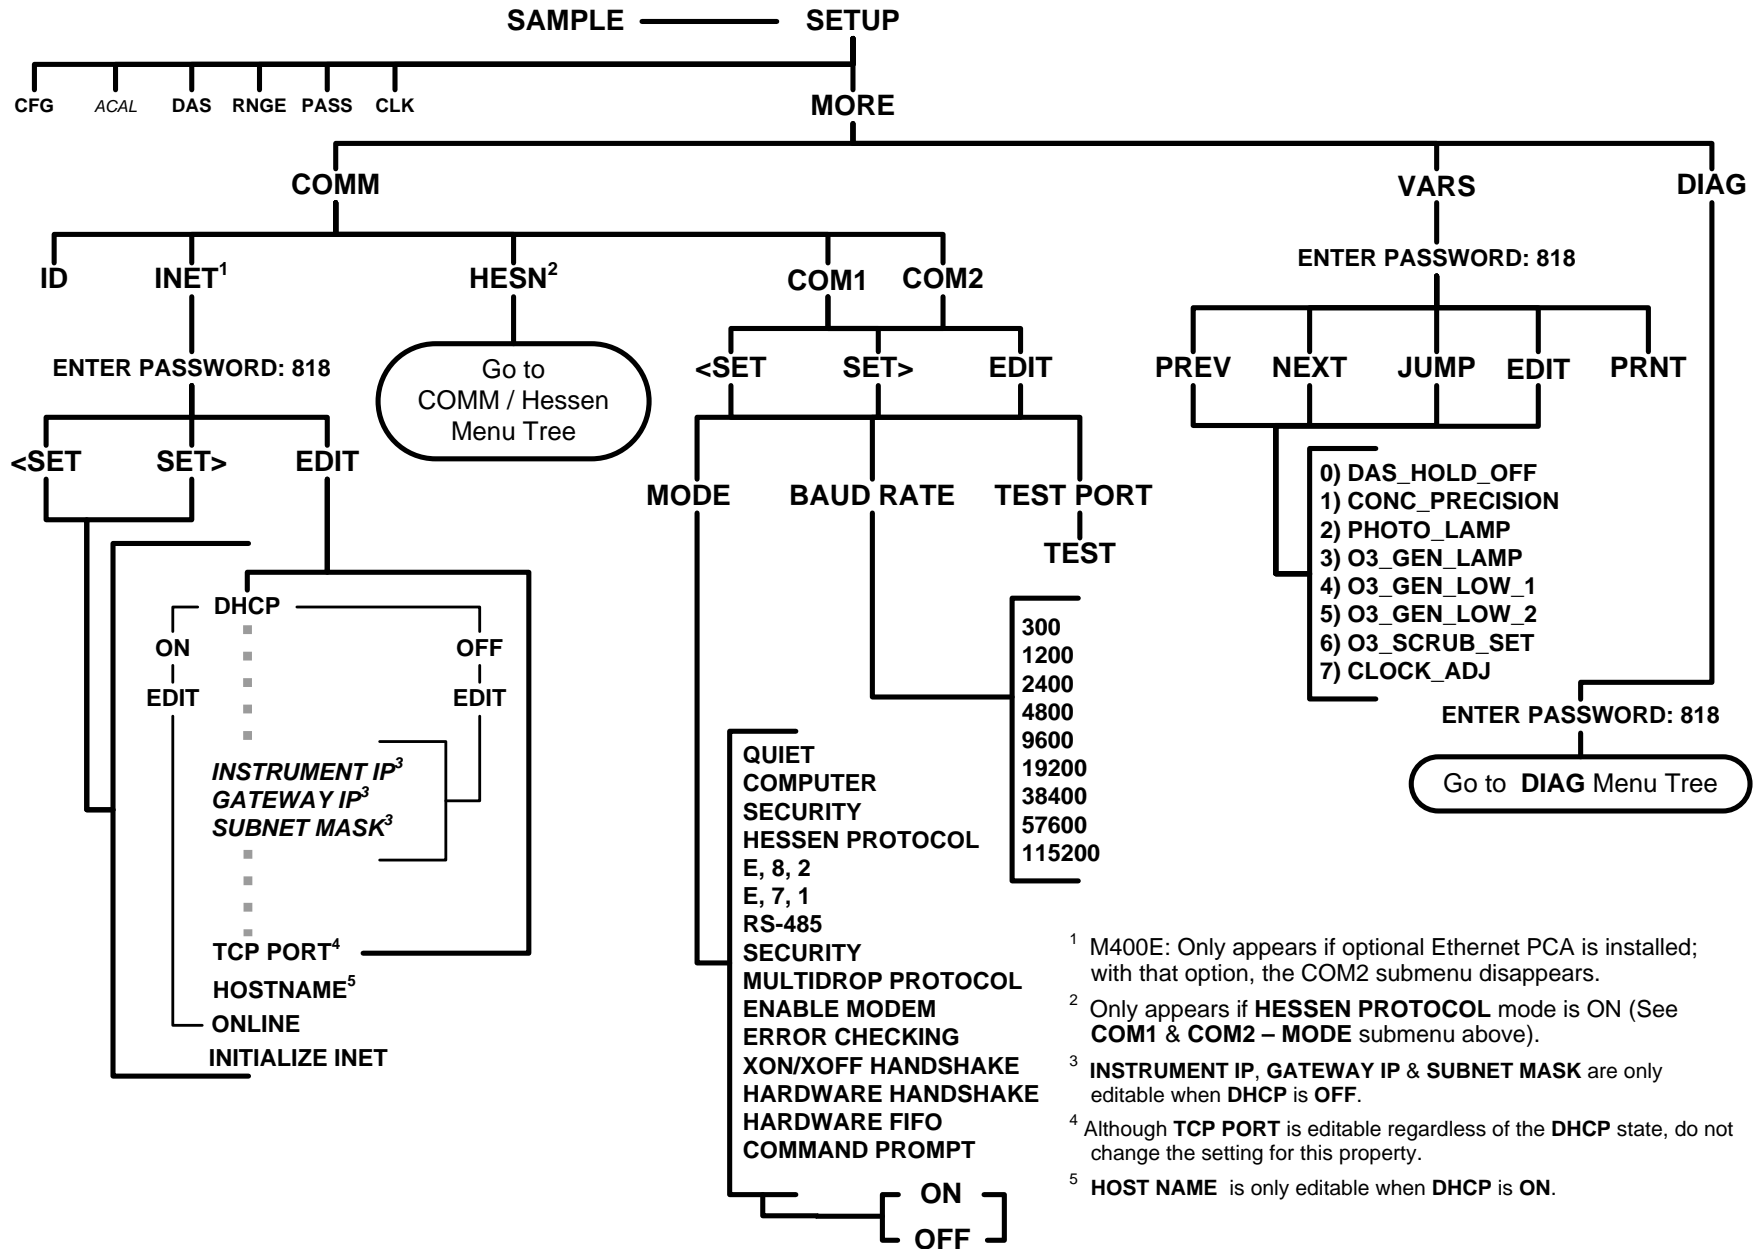 SAMPLE SETUP
CFG ACAL DAS RNGE PASS CLK
MORE
COMM VARS DIAG
ID INET1 HESN2 COM1 COM2
ENTER PASSWORD: 818
ENTER PASSWORD: 818
Go to
COMM / Hessen
Menu Tree
<SET SET> EDIT
<SET SET> EDIT
PREV NEXT JUMP EDIT PRNT
MODE BAUD RATE TEST PORT
TEST
0) DAS_HOLD_OFF
1) CONC_PRECISION
2) PHOTO_LAMP
3) O3_GEN_LAMP
4) O3_GEN_LOW_1
5) O3_GEN_LOW_2
6) O3_SCRUB_SET
7) CLOCK_ADJ
DHCP
ON OFF
EDIT EDIT
INSTRUMENT IP3
GATEWAY IP3
SUBNET MASK3
TCP PORT4
HOSTNAME5
ONLINE
INITIALIZE INET
300
1200
2400
4800
9600
19200
38400
57600
115200
ENTER PASSWORD: 818
Go to DIAG Menu Tree
QUIET
COMPUTER
SECURITY
HESSEN PROTOCOL
E, 8, 2
E, 7, 1
RS-485
SECURITY
MULTIDROP PROTOCOL
ENABLE MODEM
ERROR CHECKING
XON/XOFF HANDSHAKE
HARDWARE HANDSHAKE
HARDWARE FIFO
COMMAND PROMPT
ON
OFF
1 M400E: Only appears if optional Ethernet PCA is installed;
with that option, the COM2 submenu disappears.
2 Only appears if HESSEN PROTOCOL mode is ON (See
COM1 & COM2 – MODE submenu above).
3 INSTRUMENT IP, GATEWAY IP & SUBNET MASK are only
editable when DHCP is OFF.
4 Although TCP PORT is editable regardless of the DHCP state, do not
change the setting for this property.
5 HOST NAME is only editable when DHCP is ON.